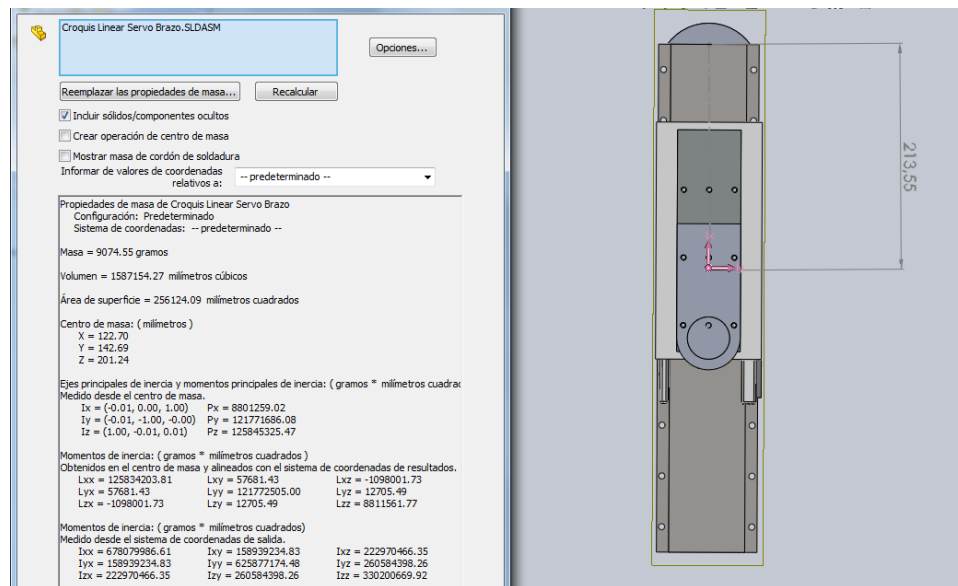 Croquis Linear Servo Brazo.SLDASM
Opciones...
Reemplazar las propiedades de masa...
Recalcular
Incluir sólidos/componentes ocultos
Crear operación de centro de masa
Mostrar masa de cordón de soldadura
Informar de valores de coordenadas
relativos a:
-- predeterminado --
Propiedades de masa de Croquis Linear Servo Brazo
Configuración: Predeterminado
Sistema de coordenadas: -- predeterminado --
Masa = 9074.55 gramos
Volumen = 1587154.27 milímetros cúbicos
Área de superficie = 256124.09 milímetros cuadrados
Centro de masa: ( milímetros )
X = 122.70
Y = 142.69
Z = 201.24
Ejes principales de inercia y momentos principales de inercia: ( gramos * milímetros cuadrac
Medido desde el centro de masa.
Ix = (-0.01, 0.00, 1.00) Px = 8801259.02
Iy = (-0.01, -1.00, -0.00) Py = 121771686.08
Iz = (1.00, -0.01, 0.01) Pz = 125845325.47
Momentos de inercia: ( gramos * milímetros cuadrados )
Obtenidos en el centro de masa y alineados con el sistema de coordenadas de resultados.
Lxx = 125834203.81 Lxy = 57681.43 Lxz = -1098001.73
Lyx = 57681.43 Lyy = 121772505.00 Lyz = 12705.49
Lzx = -1098001.73 Lzy = 12705.49 Lzz = 8811561.77
Momentos de inercia: ( gramos * milímetros cuadrados)
Medido desde el sistema de coordenadas de salida.
Ixx = 678079986.61 Ixy = 158939234.83 Ixz = 222970466.35
Iyx = 158939234.83 Iyy = 625877174.48 Iyz = 260584398.26
Izx = 222970466.35 Izy = 260584398.26 Izz = 330200669.92
213,55